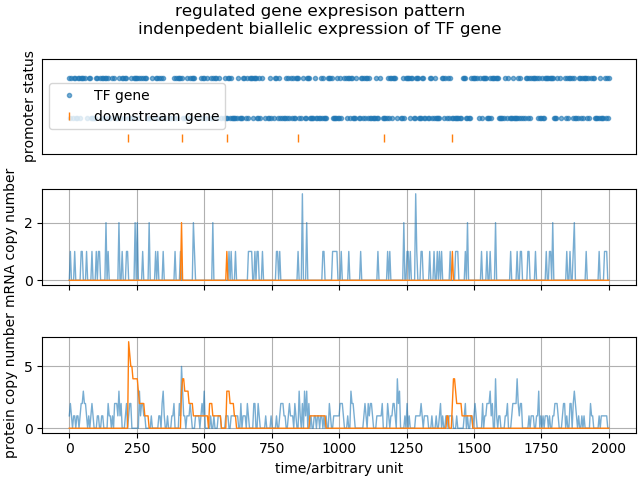 regulated gene expresison pattern
indenpedent biallelic expression of TF gene
promoter status
TF gene
downstream gene
mRNA copy number
2
0
protein copy number
5
0
0 250 500 750 1000 1250 1500 1750 2000
time/arbitrary unit